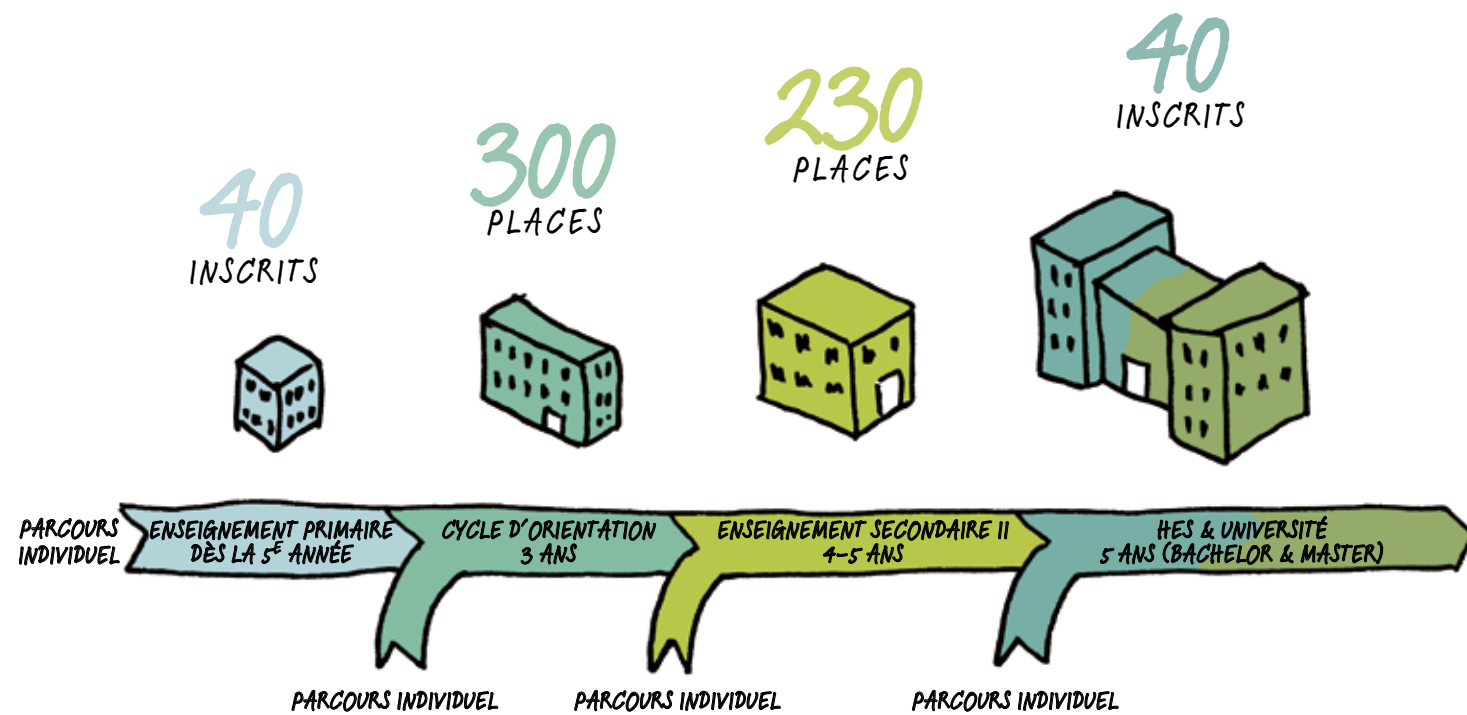 40
INSCRITS
300
PLACES
230
PLACES
40
INSCRITS
PARCOURS
INDIVIDUEL
ENSEIGNEMENT PRIMAIRE
DÈS LA 5E ANNÉE
CYCLE D'ORIENTATION
3 ANS
ENSEIGNEMENT SECONDAIRE II
4-5 ANS
HES & UNIVERSITÉ
5 ANS (BACHELOR & MASTER)
PARCOURS INDIVIDUEL
PARCOURS INDIVIDUEL
PARCOURS INDIVIDUEL